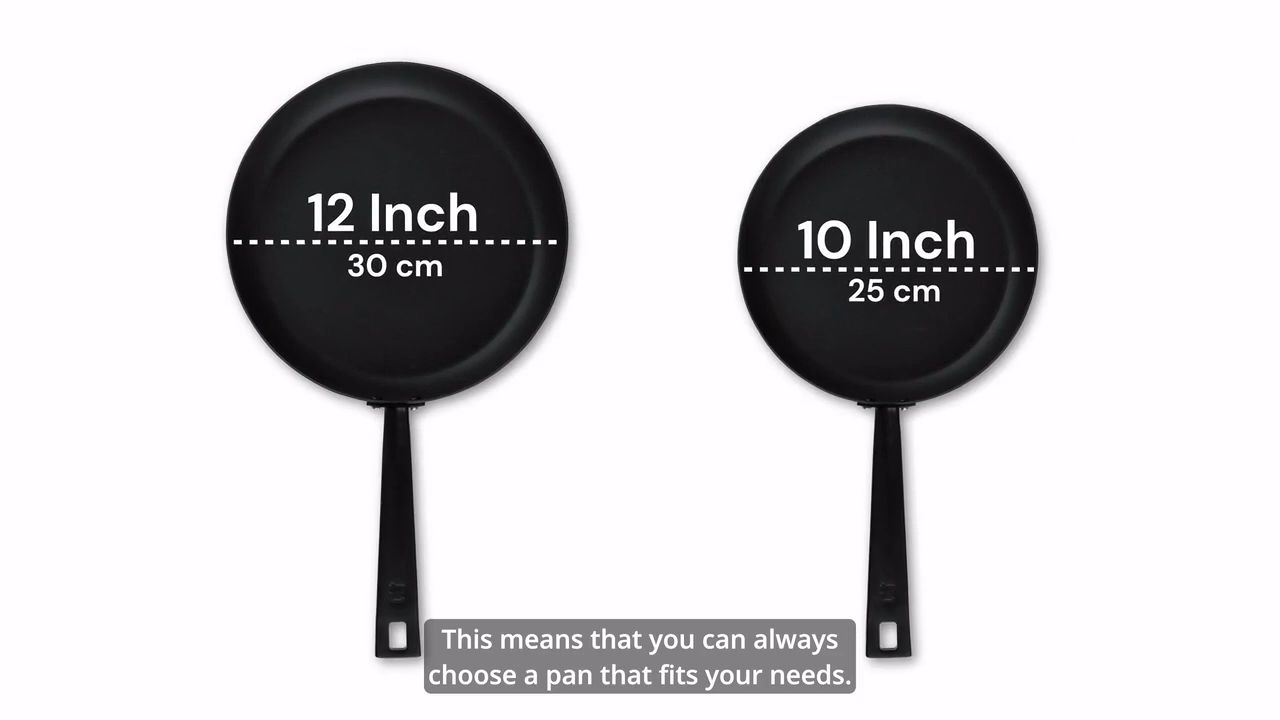 12 Inch
30 cm
10 Inch
25 cm
This means that you can always
choose a pan that fits your needs.